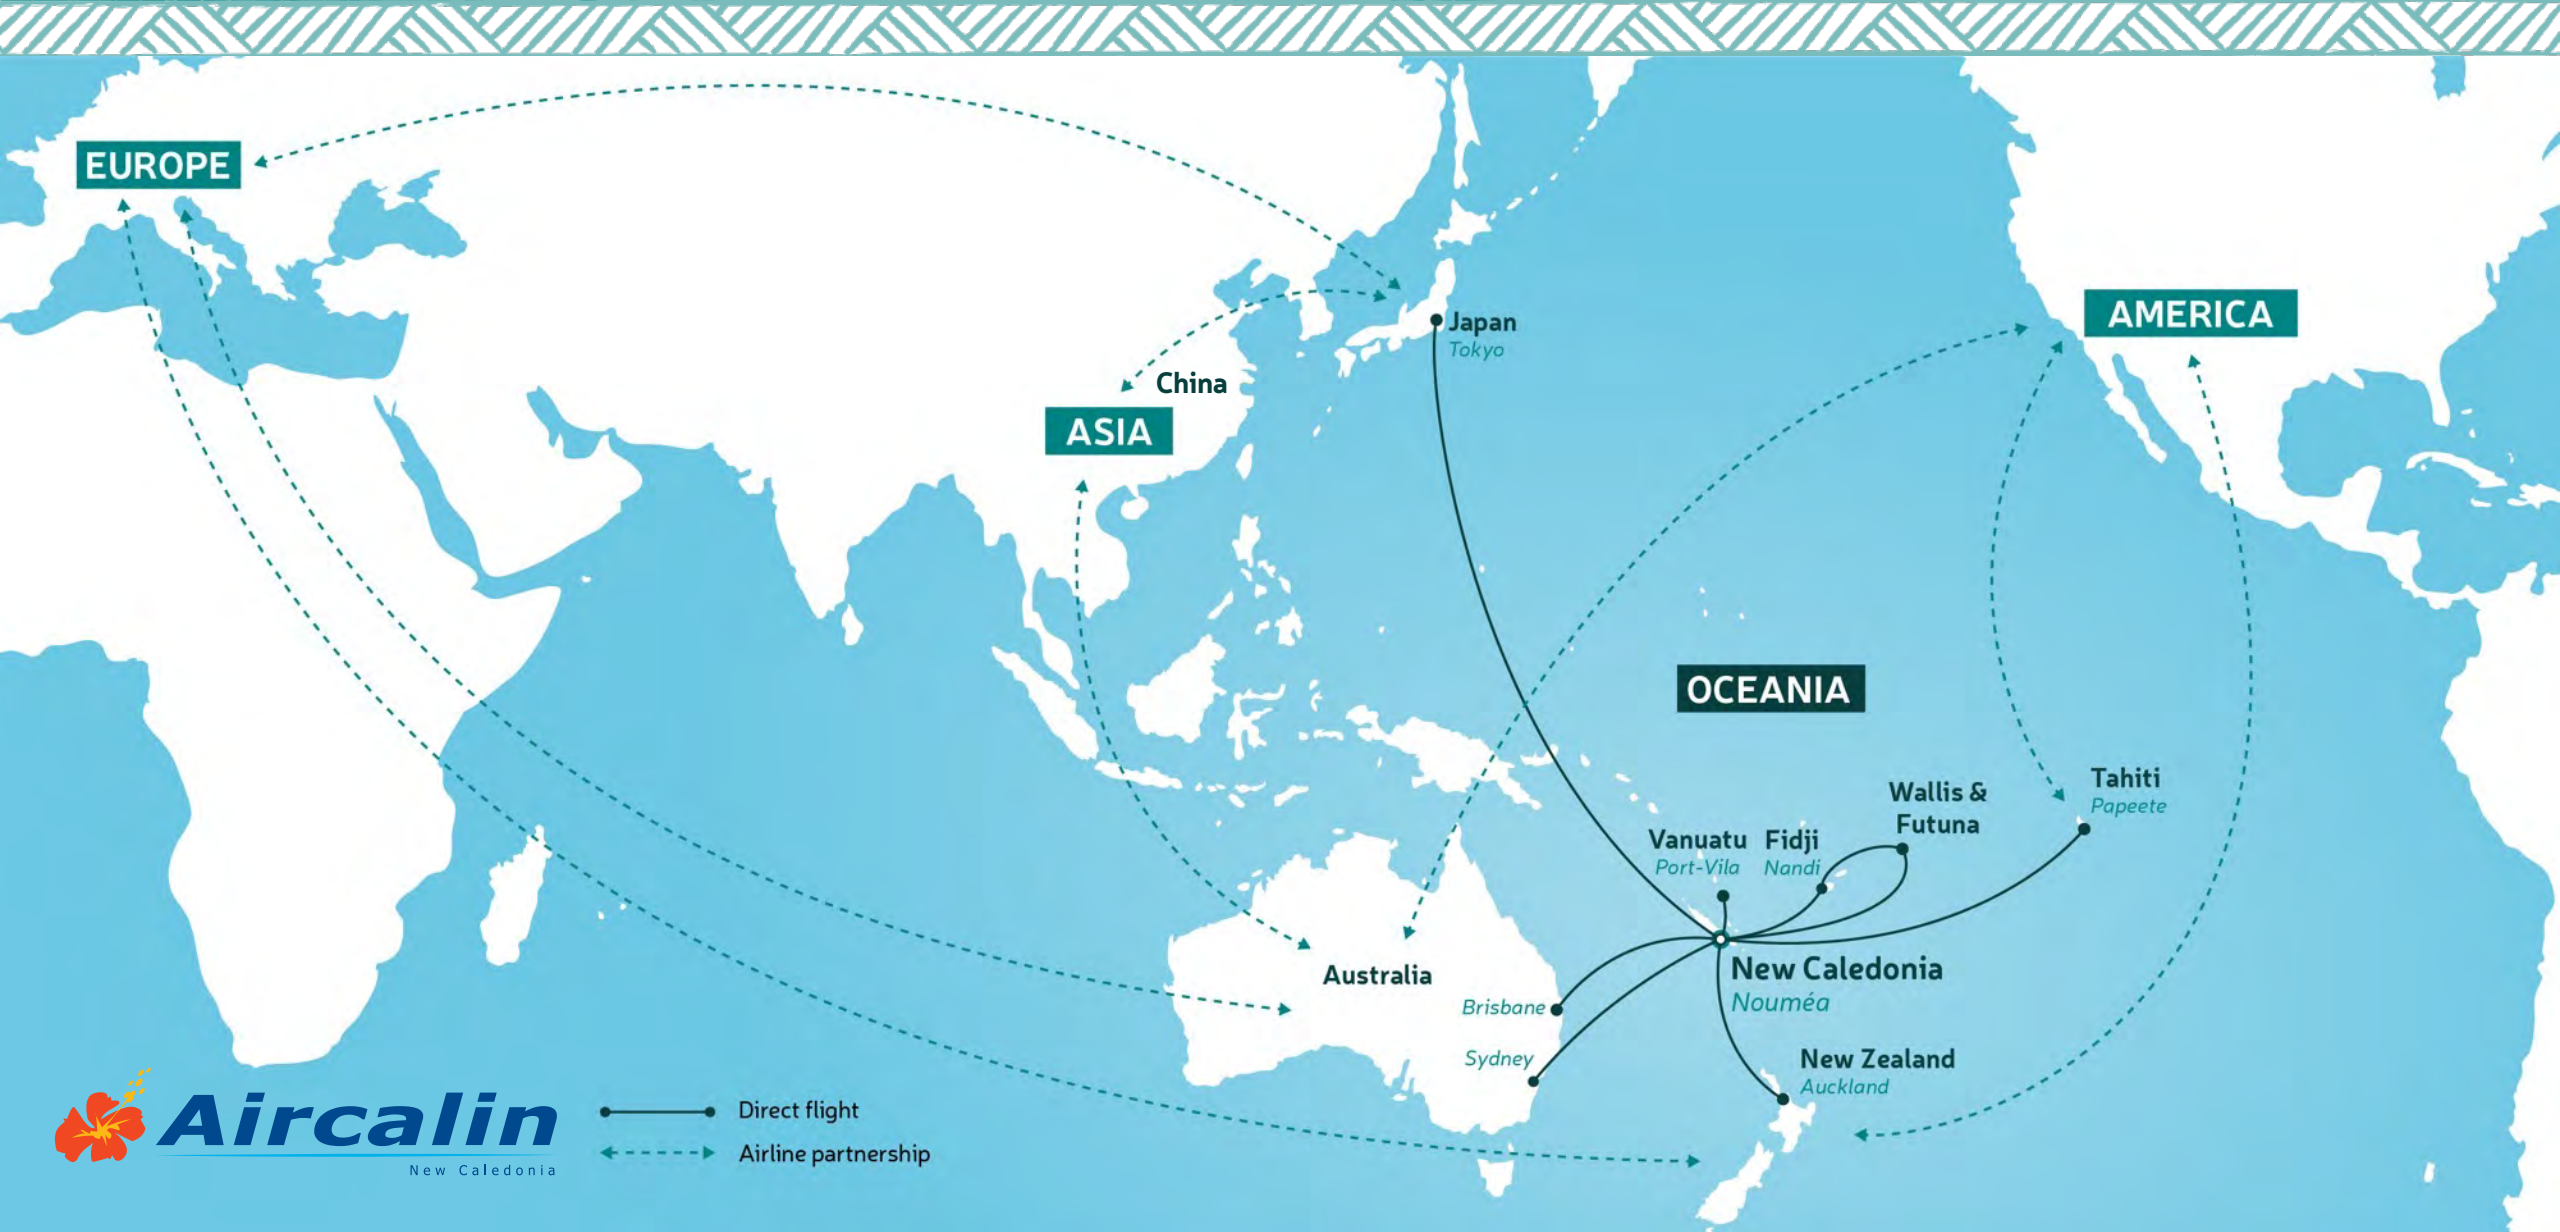 EUROPE
AMERICA
Japan
Tokyo
China
ASIA
OCEANIA
Tahiti
Papeete
Wallis &
Futuna
Vanuatu
Port-Vila
Fidji
Nandi
New Caledonia
Nouméa
Australia
Brisbane
Sydney
New Zealand
Auckland
Aircalin
New Caledonia
Direct flight
Airline partnership